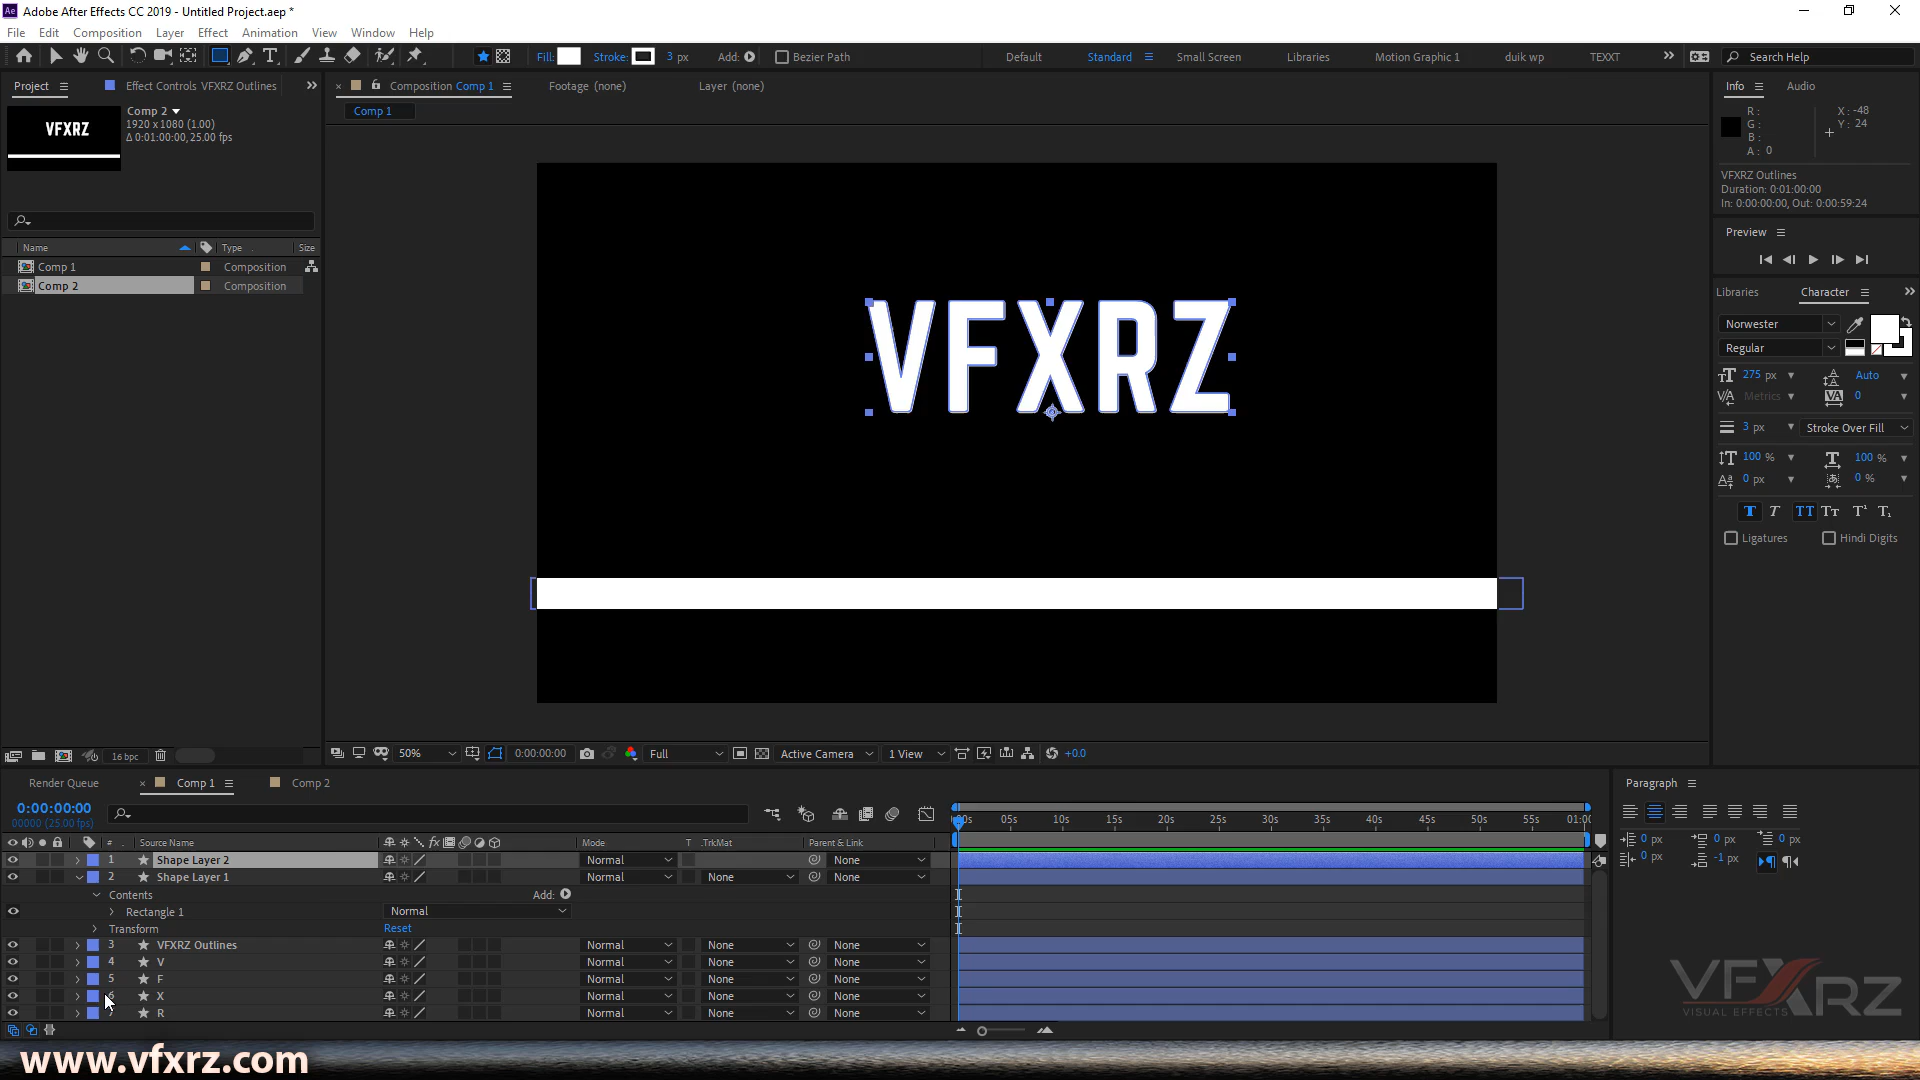 Adobe After Effects CC 2019 - Untitled Project.aep *
File Edit Composition Layer Effect Animation View Window Help
Fill: Stroke: 3 px Add: Bezier Path Default Standard Small Screen Libraries Motion Graphic 1 duik wp TEXXT Search Help
Project Effect Controls VFXRZ Outlines
Composition Comp 1 Footage (none) Layer (none)
Info Audio
Comp 1
VFXRZ
Comp 2
1920 x 1080 (1.00)
Δ 0:01:00:00, 25.00 fps
R :
G :
B :
A : 0
X : -48
Y : 24
VFXRZ Outlines
Duration: 0:01:00:00
In: 0:00:00:00, Out: 0:00:59:24
Preview
Name Type Size
Comp 1 Composition
Comp 2 Composition
Libraries Character
Norwester
Regular
275 px Auto
Metrics 0
3 px Stroke Over Fill
100 % 100 %
0 px 0 %
T T TT Tт T¹ T₁
Ligatures Hindi Digits
VFXRZ
16 bpc
50% 0:00:00:00 Full Active Camera 1 View +0.0
Render Queue Comp 1 Comp 2
Paragraph
0:00:00:00
00000 (25.00 fps)
05s 10s 15s 20s 25s 30s 35s 40s 45s 50s 55s
0 px 0 px 0 px
0 px -1 px
# Source Name Mode T .TrkMat Parent & Link
1 Shape Layer 2 Normal None
2 Shape Layer 1 Normal None None
Contents Add:
Rectangle 1 Normal
Transform Reset
3 VFXRZ Outlines Normal None None
4 V Normal None None
5 F Normal None None
6 X Normal None None
R Normal None None
VFXRZ
VISUAL EFFECTS
www.vfxrz.com